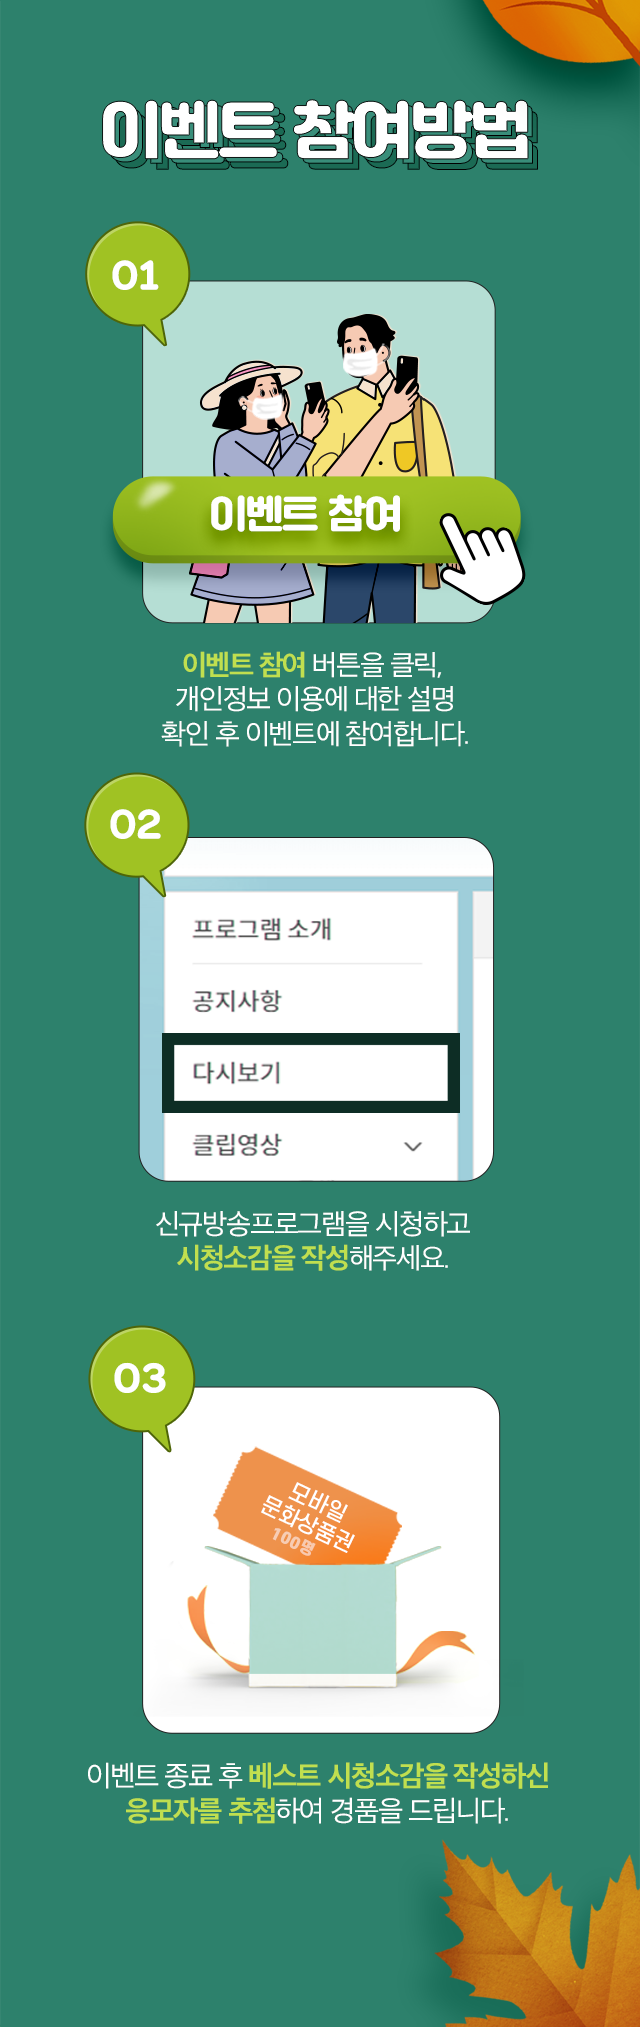 이벤트 참여방법
01
이벤트 참여
이벤트 참여 버튼을 클릭,
개인정보 이용에 대한 설명
확인 후 이벤트에 참여합니다.
02
프로그램 소개
공지사항
다시보기
클립영상
신규방송프로그램을 시청하고
시청소감을 작성해주세요.
03
모바일
문화상품권
100명
이벤트 종료 후 베스트 시청소감을 작성하신
응모자를 추첨하여 경품을 드립니다.